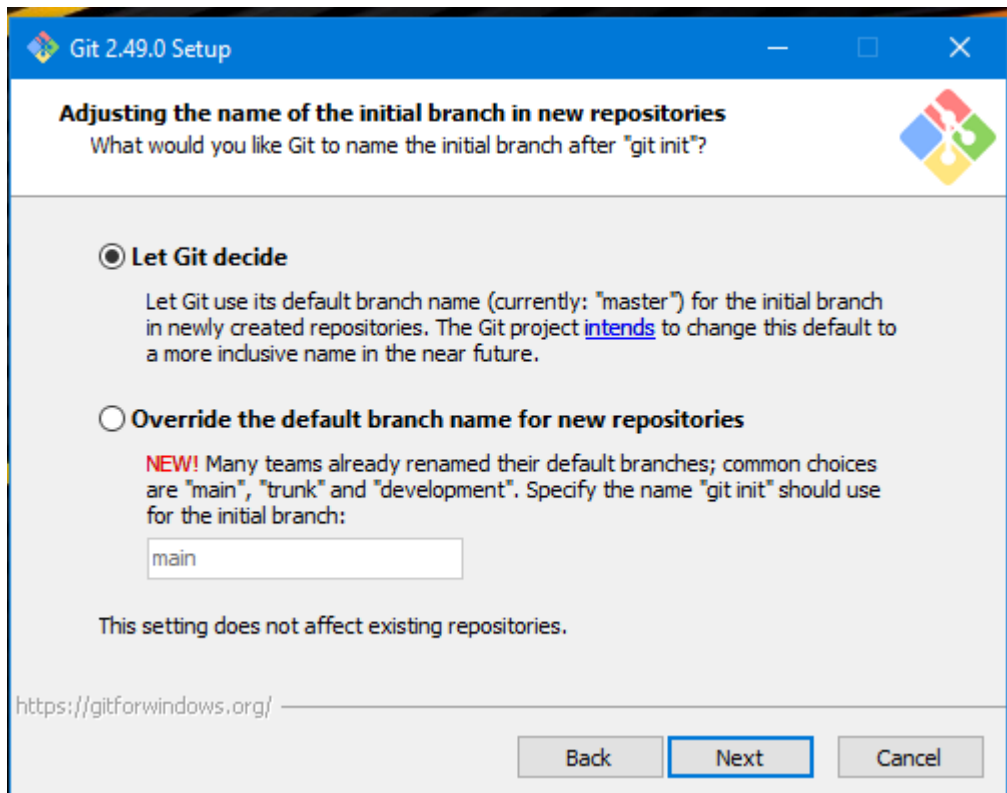 Git 2.49.0 Setup
Adjusting the name of the initial branch in new repositories
What would you like Git to name the initial branch after "git init"?
Let Git decide
Let Git use its default branch name (currently: "master") for the initial branch
in newly created repositories. The Git project intends to change this default to
a more inclusive name in the near future.
Override the default branch name for new repositories
NEW! Many teams already renamed their default branches; common choices
are "main", "trunk" and "development". Specify the name "git init" should use
for the initial branch:
main
This setting does not affect existing repositories.
https://gitforwindows.org/
Back Next Cancel